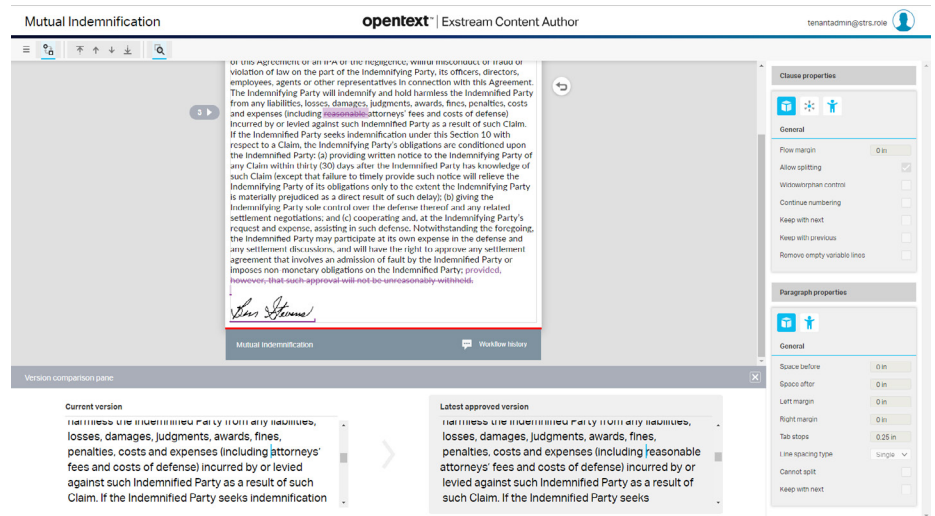 Mutual Indemnification
opentext™ | Exstream Content Author
tenantadmin@strs.role
of this Agreement or an IPA or the negligence, willful misconduct or fraud or
violation of law on the part of the Indemnifying Party, its officers, directors,
employees, agents or other representatives in connection with this Agreement.
The Indemnifying Party will indemnify and hold harmless the Indemnified Party
from any liabilities, losses, damages, judgments, awards, fines, penalties, costs
and expenses (including reasonable attorneys' fees and costs of defense)
incurred by or levied against such Indemnified Party as a result of such Claim.
If the Indemnified Party seeks indemnification under this Section 10 with
respect to a Claim, the Indemnifying Party's obligations are conditioned upon
the Indemnified Party: (a) providing written notice to the Indemnifying Party of
any Claim within thirty (30) days after the Indemnified Party has knowledge of
such Claim (except that failure to timely provide such notice will relieve the
Indemnifying Party of its obligations only to the extent the Indemnifying Party
is materially prejudiced as a direct result of such delay); (b) giving the
Indemnifying Party sole control over the defense thereof and any related
settlement negotiations; and (c) cooperating and, at the Indemnifying Party's
request and expense, assisting in such defense. Notwithstanding the foregoing,
the Indemnified Party may participate at its own expense in the defense and
any settlement discussions, and will have the right to approve any settlement
agreement that involves an admission of fault by the Indemnified Party or
imposes non monetary obligations on the Indemnified Party; provided,
however, that such approval will not be unreasonably withheld.
3
Ben Stevens
Mutual Indemnification
Workflow history
Clause properties
General
Flow margin 0 in
Allow splitting
Widow/orphan control
Continue numbering
Keep with next
Keep with previous
Remove empty variable lines
Paragraph properties
General
Space before 0 in
Space after 0 in
Left margin 0 in
Right margin 0 in
Tab stops 0.25 in
Line spacing type Single
Cannot split
Keep with next
Version comparison pane
Current version
harmless the Indemnified Party from any liabilities,
losses, damages, judgments, awards, fines,
penalties, costs and expenses (including attorneys'
fees and costs of defense) incurred by or levied
against such Indemnified Party as a result of such
Claim. If the Indemnified Party seeks indemnification
Latest approved version
harmless the Indemnified Party from any liabilities,
losses, damages, judgments, awards, fines,
penalties, costs and expenses (including reasonable
attorneys' fees and costs of defense) incurred by or
levied against such Indemnified Party as a result of
such Claim. If the Indemnified Party seeks